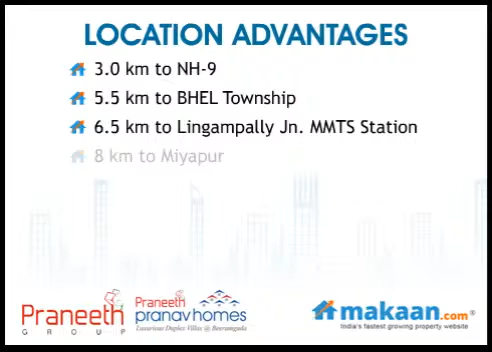 LOCATION ADVANTAGES
3.0 km to NH-9
5.5 km to BHEL Township
6.5 km to Lingampally Jn. MMTS Station
8 km to Miyapur
Praneeth
GROUP
Praneeth
pranavhomes
Luxurious Duplex Villas @ Beeramguda
makaan.com®
India's fastest growing property website